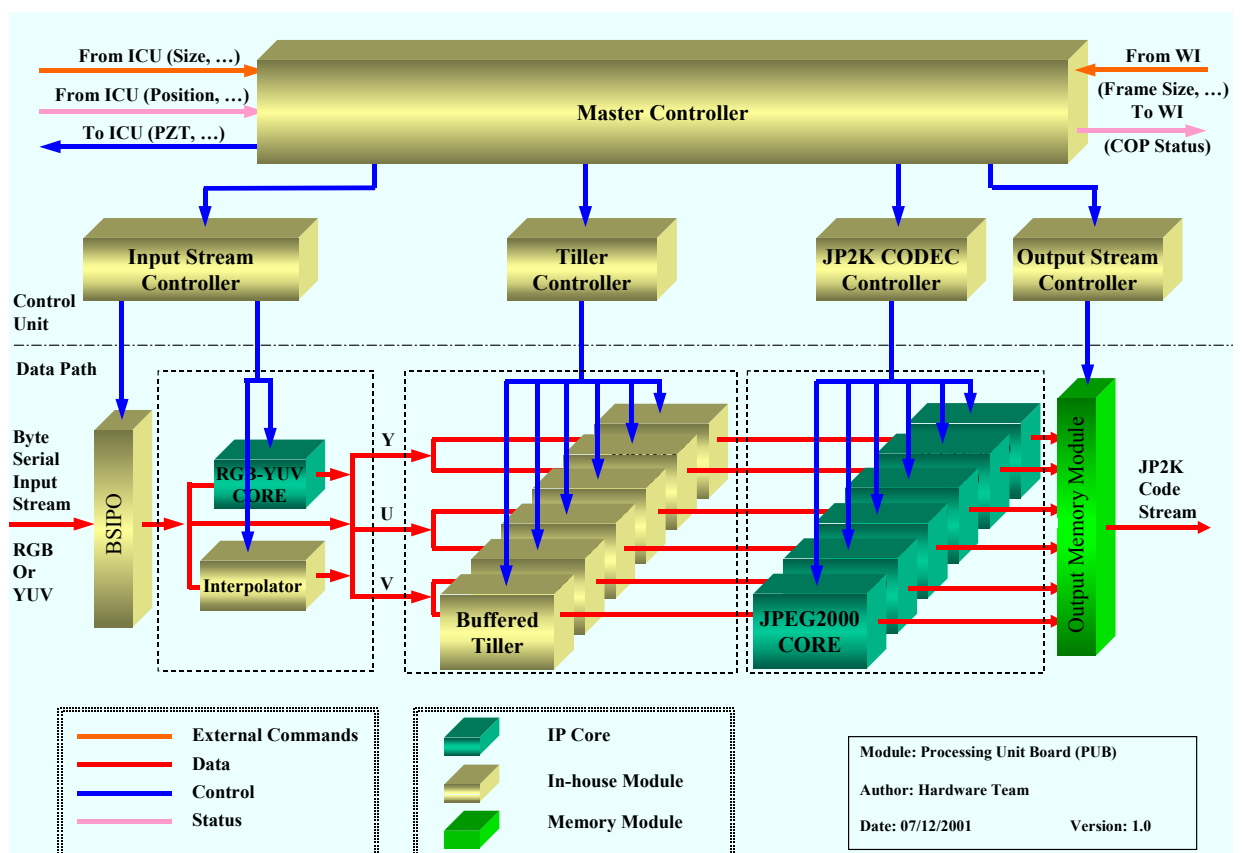 From ICU (Size, …)
From ICU (Position, …)
To ICU (PZT, …)
Master Controller
From WI
(Frame Size, …)
To WI
(COP Status)
Input Stream
Controller
Tiller
Controller
JP2K CODEC
Controller
Output Stream
Controller
Control
Unit
Data Path
Byte
Serial
Input
Stream
RGB
Or
YUV
BSIPO
RGB-YUV
CORE
Interpolator
Y
U
V
Buffered
Tiller
JPEG2000
CORE
Output Memory Module
JP2K
Code
Stream
External Commands
Data
Control
Status
IP Core
In-house Module
Memory Module
Module: Processing Unit Board (PUB)
Author: Hardware Team
Date: 07/12/2001 Version: 1.0